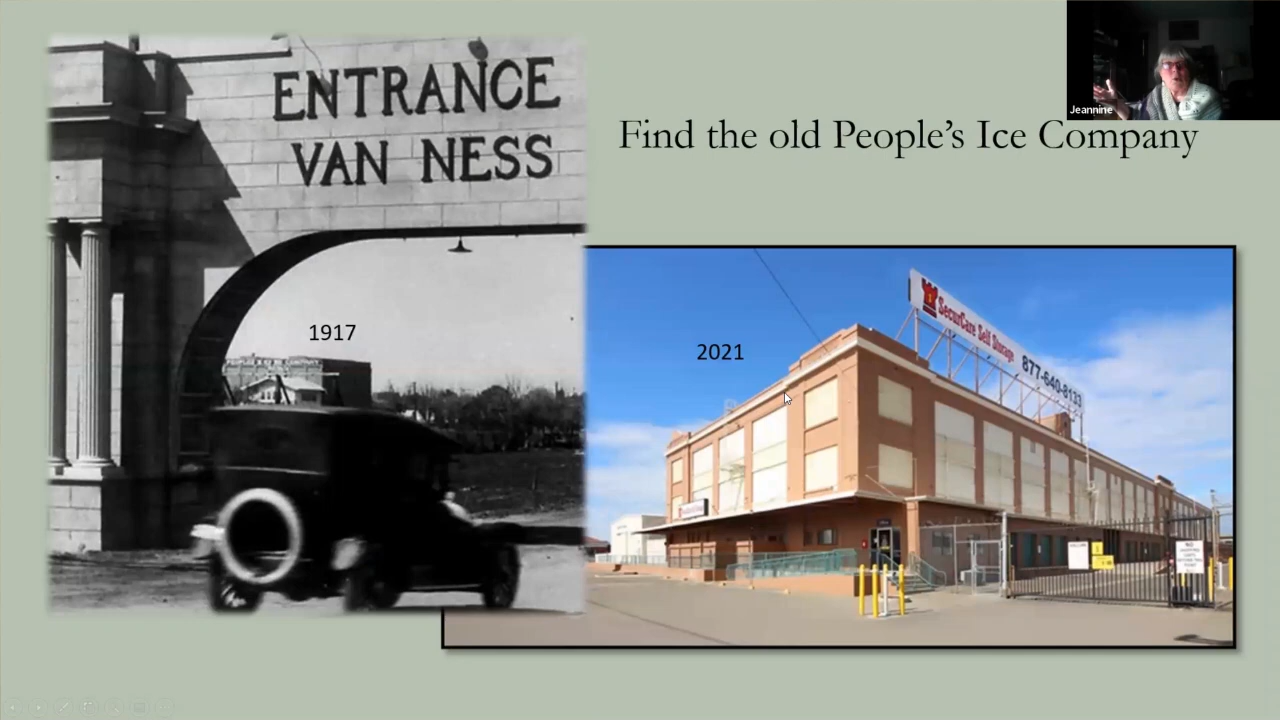 ENTRANCE
VAN NESS
Jeannine
Find the old People's Ice Company
1917
2021
SecurCare Self Storage
877-640-8133